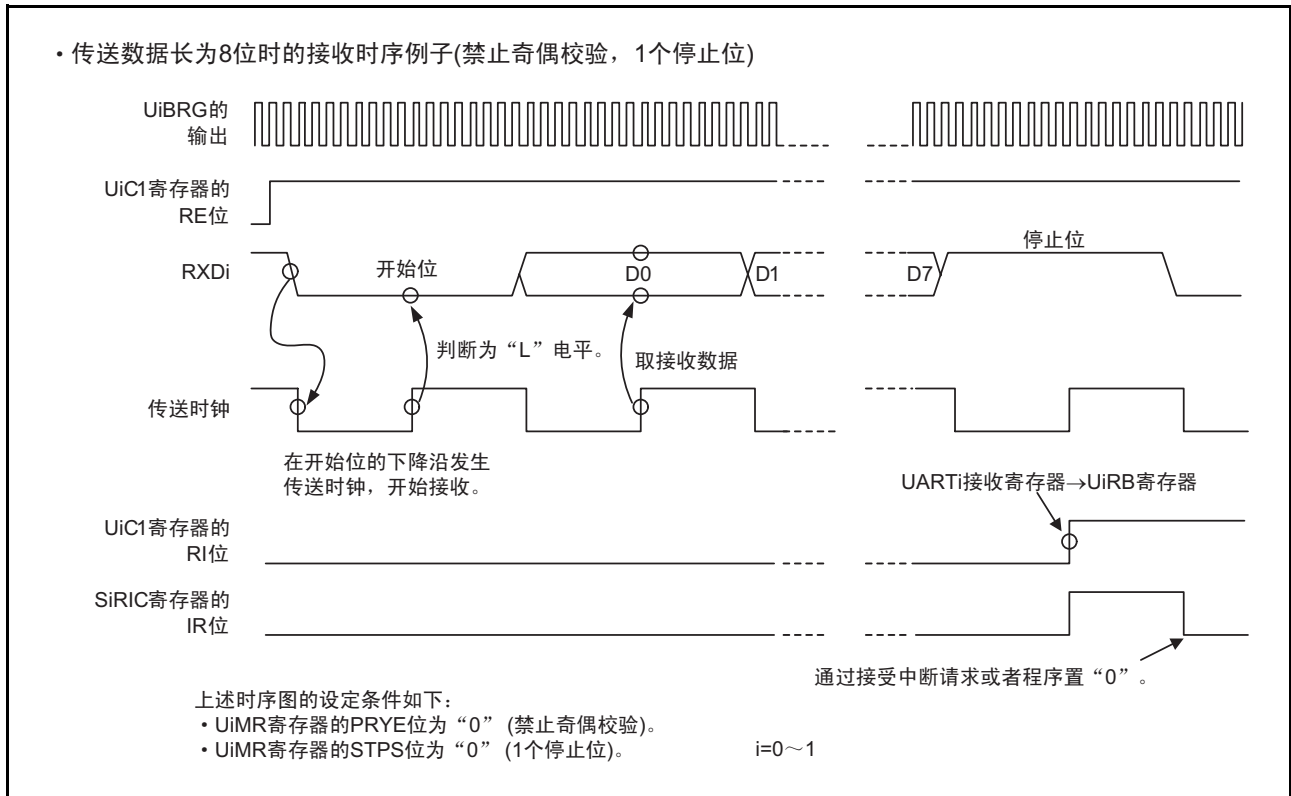 ・传送数据长为8位时的接收时序例子(禁止奇偶校验，1个停止位)
UiBRG的
输出
UiC1寄存器的
RE位
RXDi
开始位
D0
D1
D7
停止位
判断为“L”电平。
取接收数据
传送时钟
在开始位的下降沿发生
传送时钟，开始接收。
UARTi接收寄存器→UiRB寄存器
UiC1寄存器的
RI位
SiRIC寄存器的
IR位
通过接受中断请求或者程序置“0”。
上述时序图的设定条件如下：
・UiMR寄存器的PRYE位为“0” (禁止奇偶校验)。
・UiMR寄存器的STPS位为“0” (1个停止位)。
i=0～1